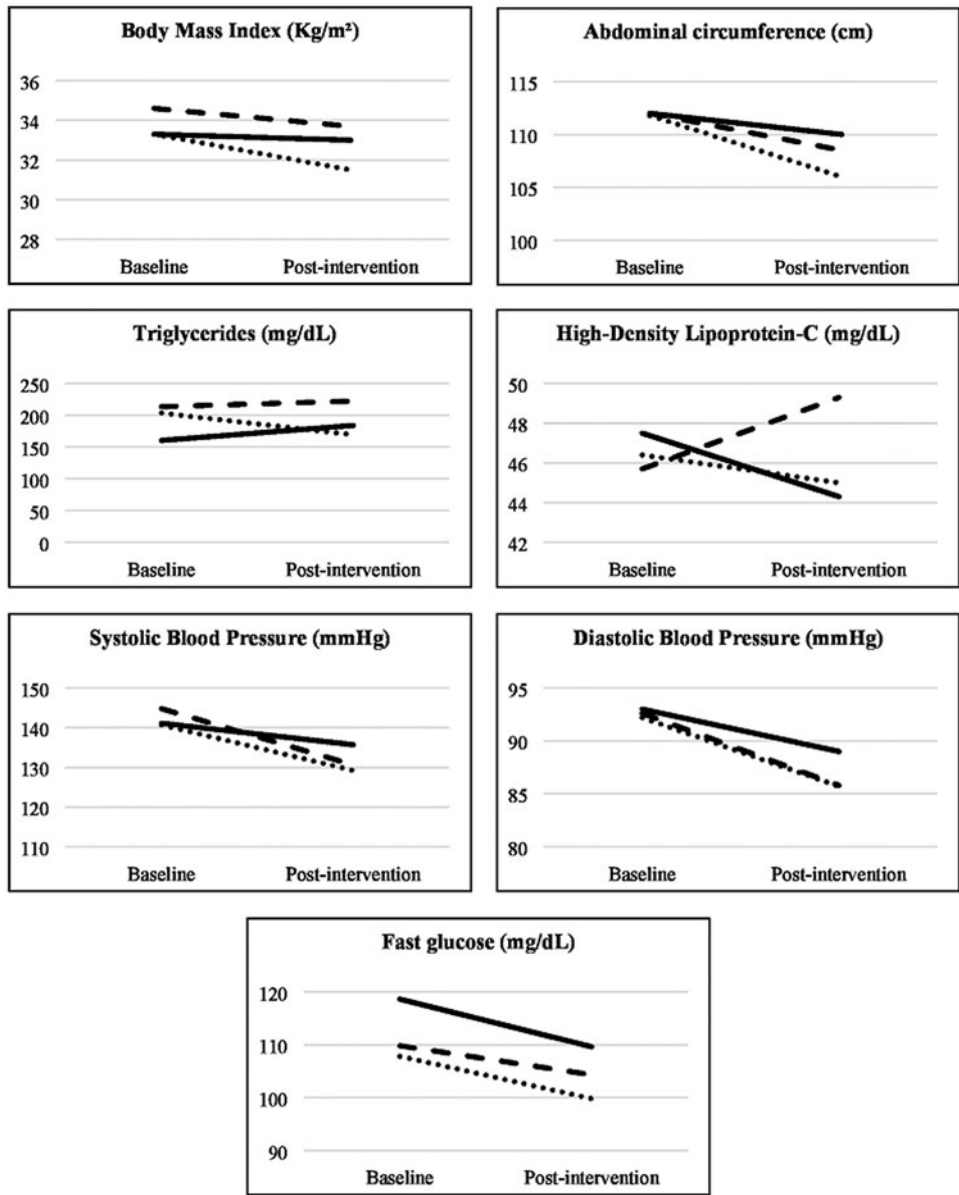 Body Mass Index (Kg/m²)
36
34
32
30
28
Baseline Post-intervention
Abdominal circumference (cm)
115
110
105
100
Baseline Post-intervention
Triglycerides (mg/dL)
250
200
150
100
50
0
Baseline Post-intervention
High-Density Lipoprotein-C (mg/dL)
50
48
46
44
42
Baseline Post-intervention
Systolic Blood Pressure (mmHg)
150
140
130
120
110
Baseline Post-intervention
Diastolic Blood Pressure (mmHg)
95
90
85
80
Baseline Post-intervention
Fast glucose (mg/dL)
120
110
100
90
Baseline Post-intervention